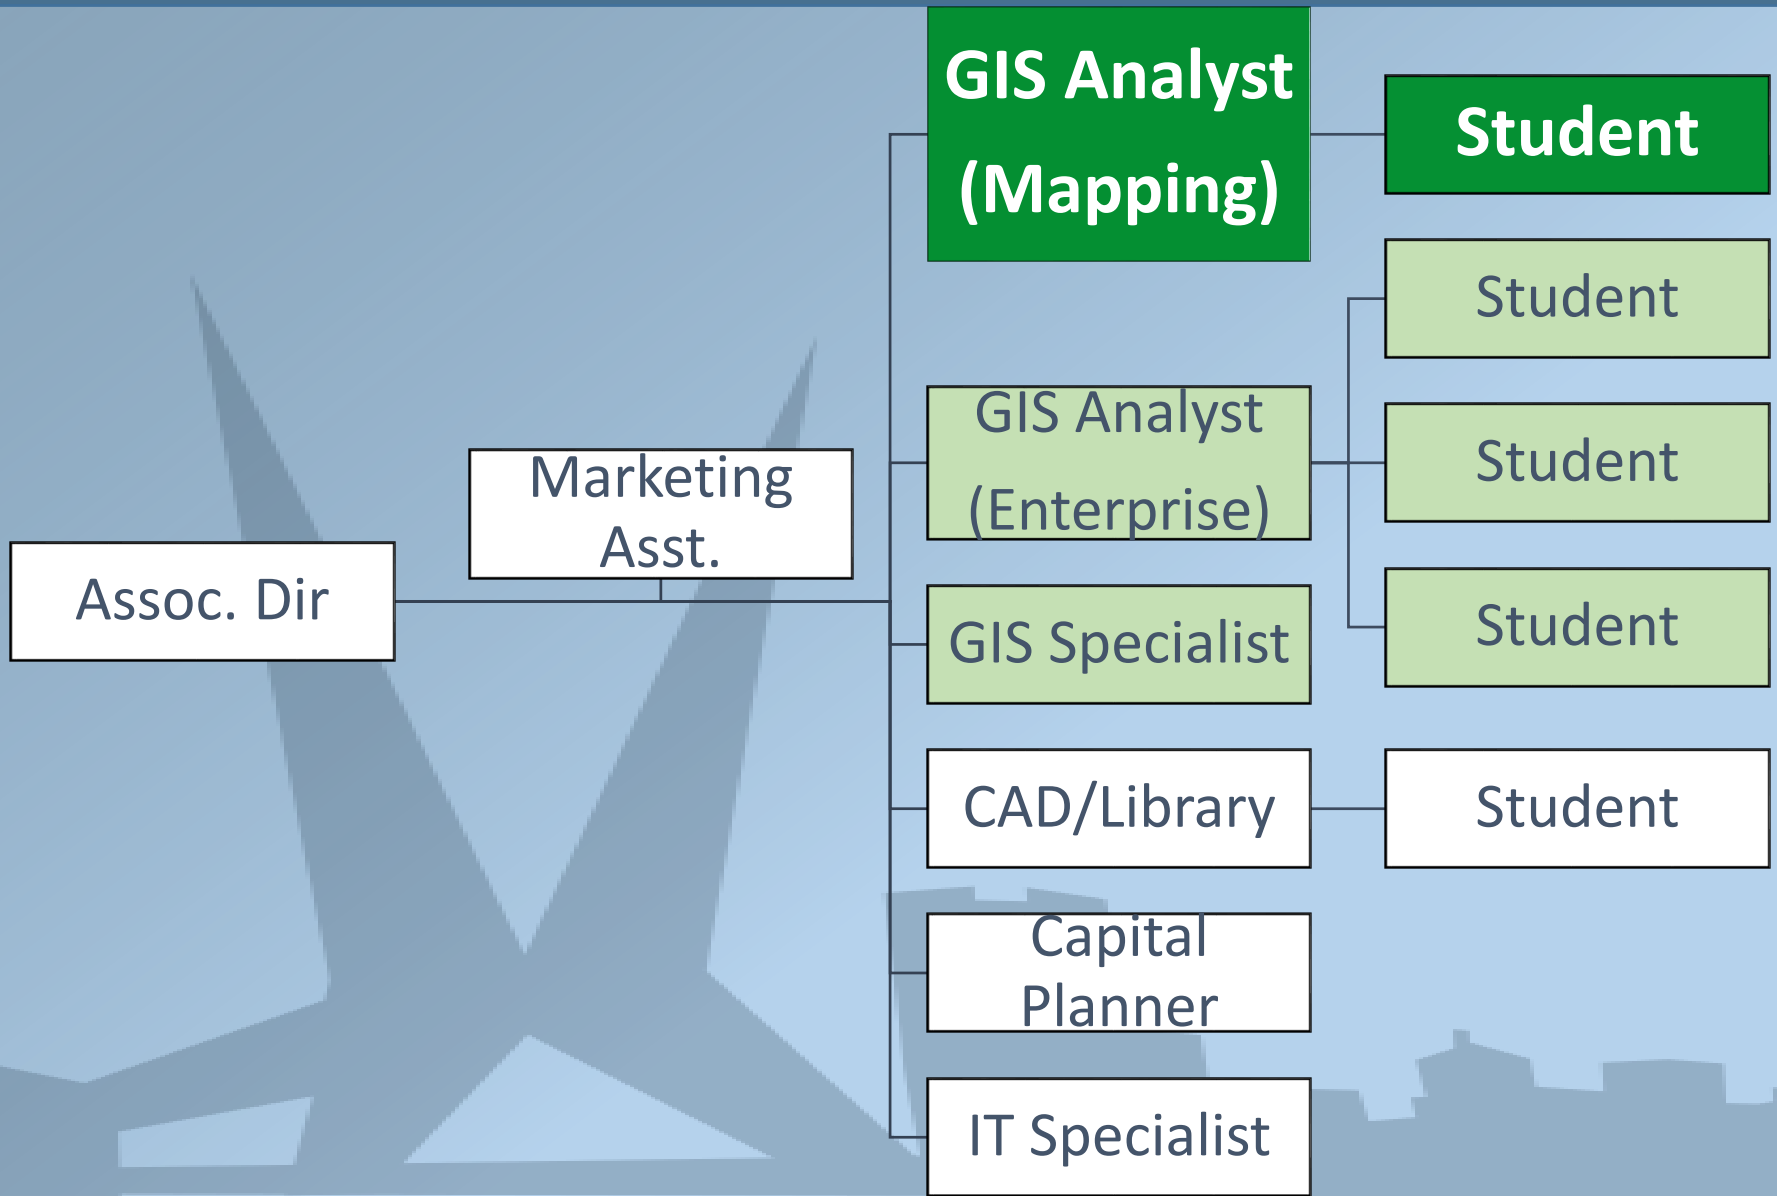 Assoc. Dir
Marketing
Asst.
GIS Analyst
(Mapping)
Student
GIS Analyst
(Enterprise)
Student
Student
Student
GIS Specialist
CAD/Library
Student
Capital
Planner
IT Specialist